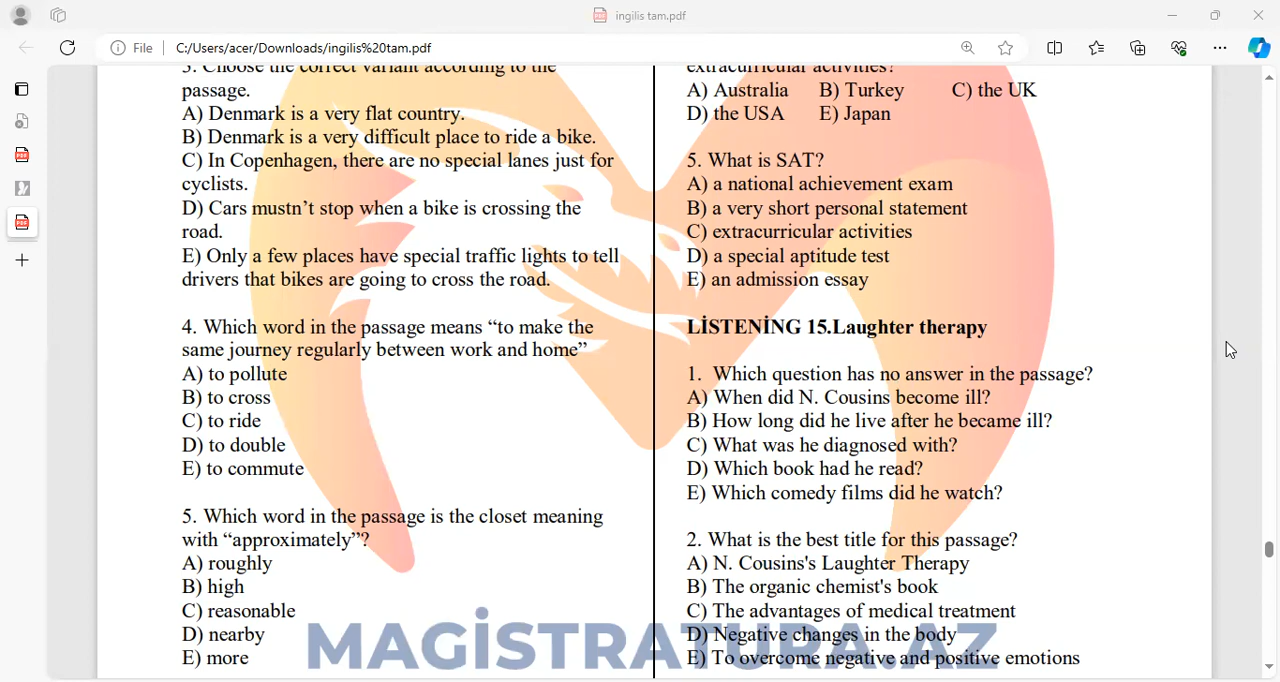 ingilis tam.pdf
File
C:/Users/acer/Downloads/ingilis%20tam.pdf
3. Choose the correct variant according to the
passage.
A) Denmark is a very flat country.
B) Denmark is a very difficult place to ride a bike.
C) In Copenhagen, there are no special lanes just for
cyclists.
D) Cars mustn’t stop when a bike is crossing the
road.
E) Only a few places have special traffic lights to tell
drivers that bikes are going to cross the road.
4. Which word in the passage means “to make the
same journey regularly between work and home”
A) to pollute
B) to cross
C) to ride
D) to double
E) to commute
5. Which word in the passage is the closet meaning
with “approximately”?
A) roughly
B) high
C) reasonable
D) nearby
E) more
extracurricular activities?
A) Australia B) Turkey C) the UK
D) the USA E) Japan
5. What is SAT?
A) a national achievement exam
B) a very short personal statement
C) extracurricular activities
D) a special aptitude test
E) an admission essay
LİSTENİNG 15.Laughter therapy
1. Which question has no answer in the passage?
A) When did N. Cousins become ill?
B) How long did he live after he became ill?
C) What was he diagnosed with?
D) Which book had he read?
E) Which comedy films did he watch?
2. What is the best title for this passage?
A) N. Cousins's Laughter Therapy
B) The organic chemist's book
C) The advantages of medical treatment
D) Negative changes in the body
E) To overcome negative and positive emotions
MAGİSTRATURA.AZ